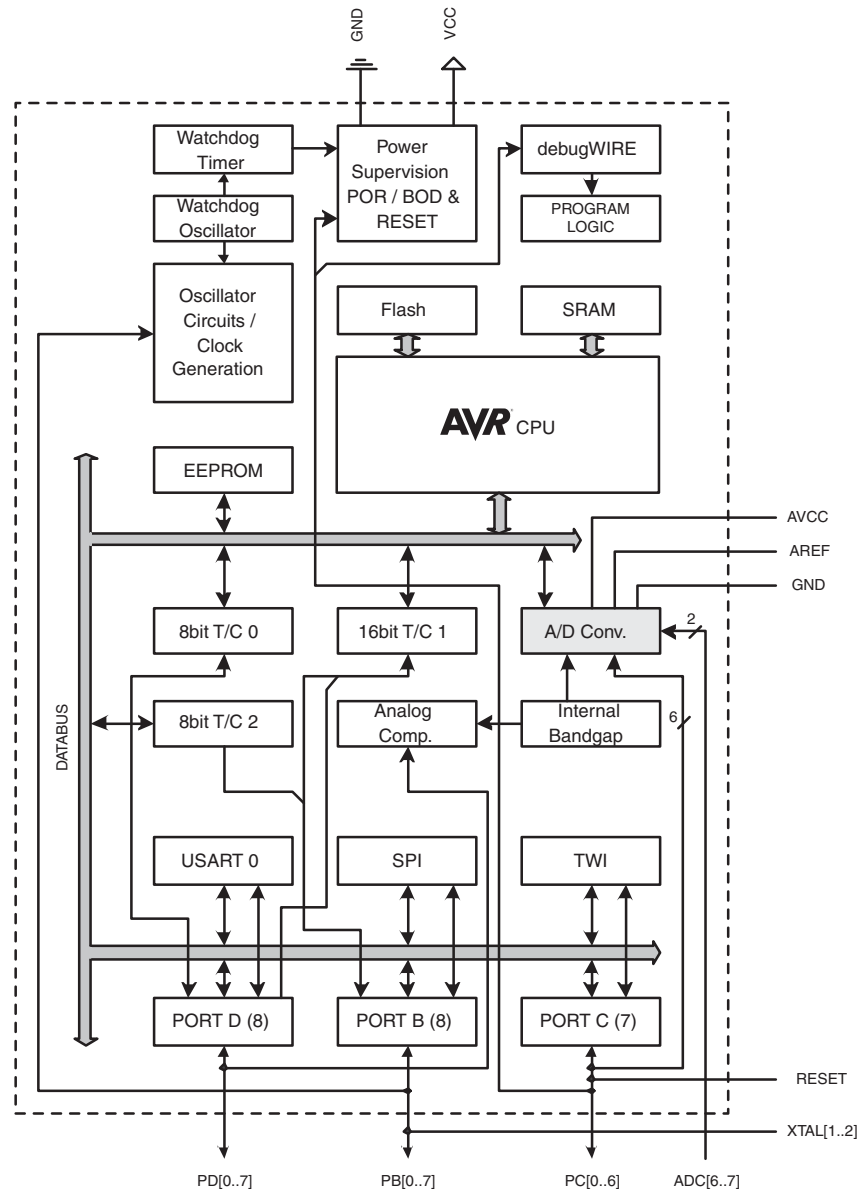 GND
VCC
Watchdog
Timer
Power
Supervision
POR / BOD &
RESET
debugWIRE
Watchdog
Oscillator
PROGRAM
LOGIC
Oscillator
Circuits /
Clock
Generation
Flash
SRAM
AVR CPU
EEPROM
AVCC
AREF
GND
8bit T/C 0
16bit T/C 1
A/D Conv.
2
DATABUS
8bit T/C 2
Analog
Comp.
Internal
Bandgap
6
USART 0
SPI
TWI
PORT D (8)
PORT B (8)
PORT C (7)
RESET
XTAL[1..2]
PD[0..7]
PB[0..7]
PC[0..6]
ADC[6..7]